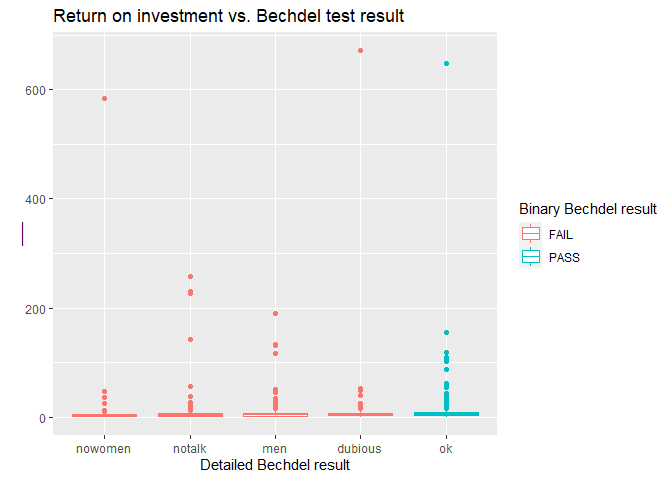 Return on investment vs. Bechdel test result
600
400
200
0
nowomen
notalk
men
dubious
ok
Detailed Bechdel result
Binary Bechdel result
FAIL
PASS